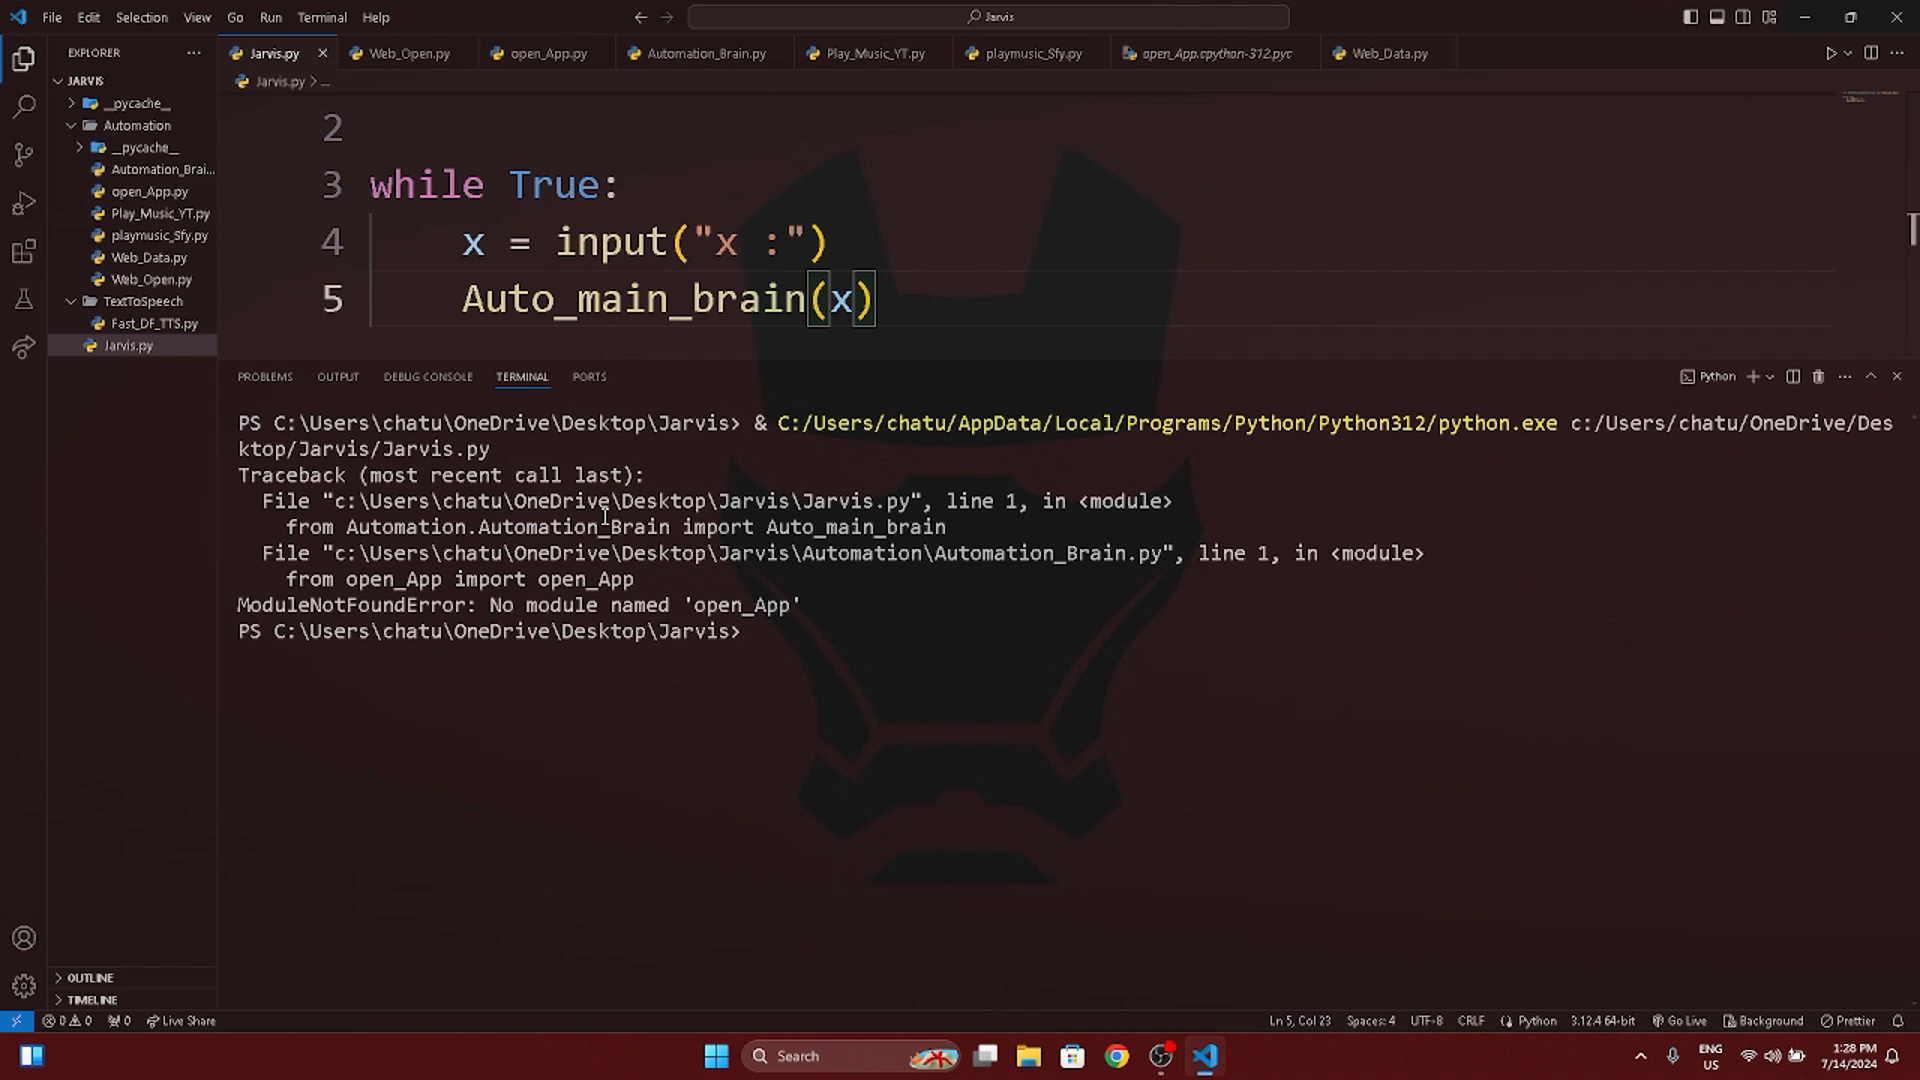 File Edit Selection View Go Run Terminal Help
Jarvis
EXPLORER
Jarvis.py
Web_Open.py
open_App.py
Automation_Brain.py
Play_Music_YT.py
playmusic_Sfy.py
open_App.cpython-312.pyc
Web_Data.py
Jarvis.py > ...
JARVIS
__pycache__
Automation
__pycache__
Automation_Brai...
open_App.py
Play_Music_YT.py
playmusic_Sfy.py
Web_Data.py
Web_Open.py
TextToSpeech
Fast_DF_TTS.py
Jarvis.py
OUTLINE
TIMELINE
2
3 while True:
4 x = input("x :")
5 Auto_main_brain(x)
PROBLEMS OUTPUT DEBUG CONSOLE TERMINAL PORTS
Python
PS C:\Users\chatu\OneDrive\Desktop\Jarvis> & C:/Users/chatu/AppData/Local/Programs/Python/Python312/python.exe c:/Users/chatu/OneDrive/Des
ktop/Jarvis/Jarvis.py
Traceback (most recent call last):
File "c:\Users\chatu\OneDrive\Desktop\Jarvis\Jarvis.py", line 1, in <module>
from Automation.Automation_Brain import Auto_main_brain
File "c:\Users\chatu\OneDrive\Desktop\Jarvis\Automation\Automation_Brain.py", line 1, in <module>
from open_App import open_App
ModuleNotFoundError: No module named 'open_App'
PS C:\Users\chatu\OneDrive\Desktop\Jarvis>
0 0 0 Live Share
Ln 5, Col 23 Spaces: 4 UTF-8 CRLF Python 3.12.4 64-bit Go Live Background Prettier
Search
ENG
US
1:28 PM
7/14/2024